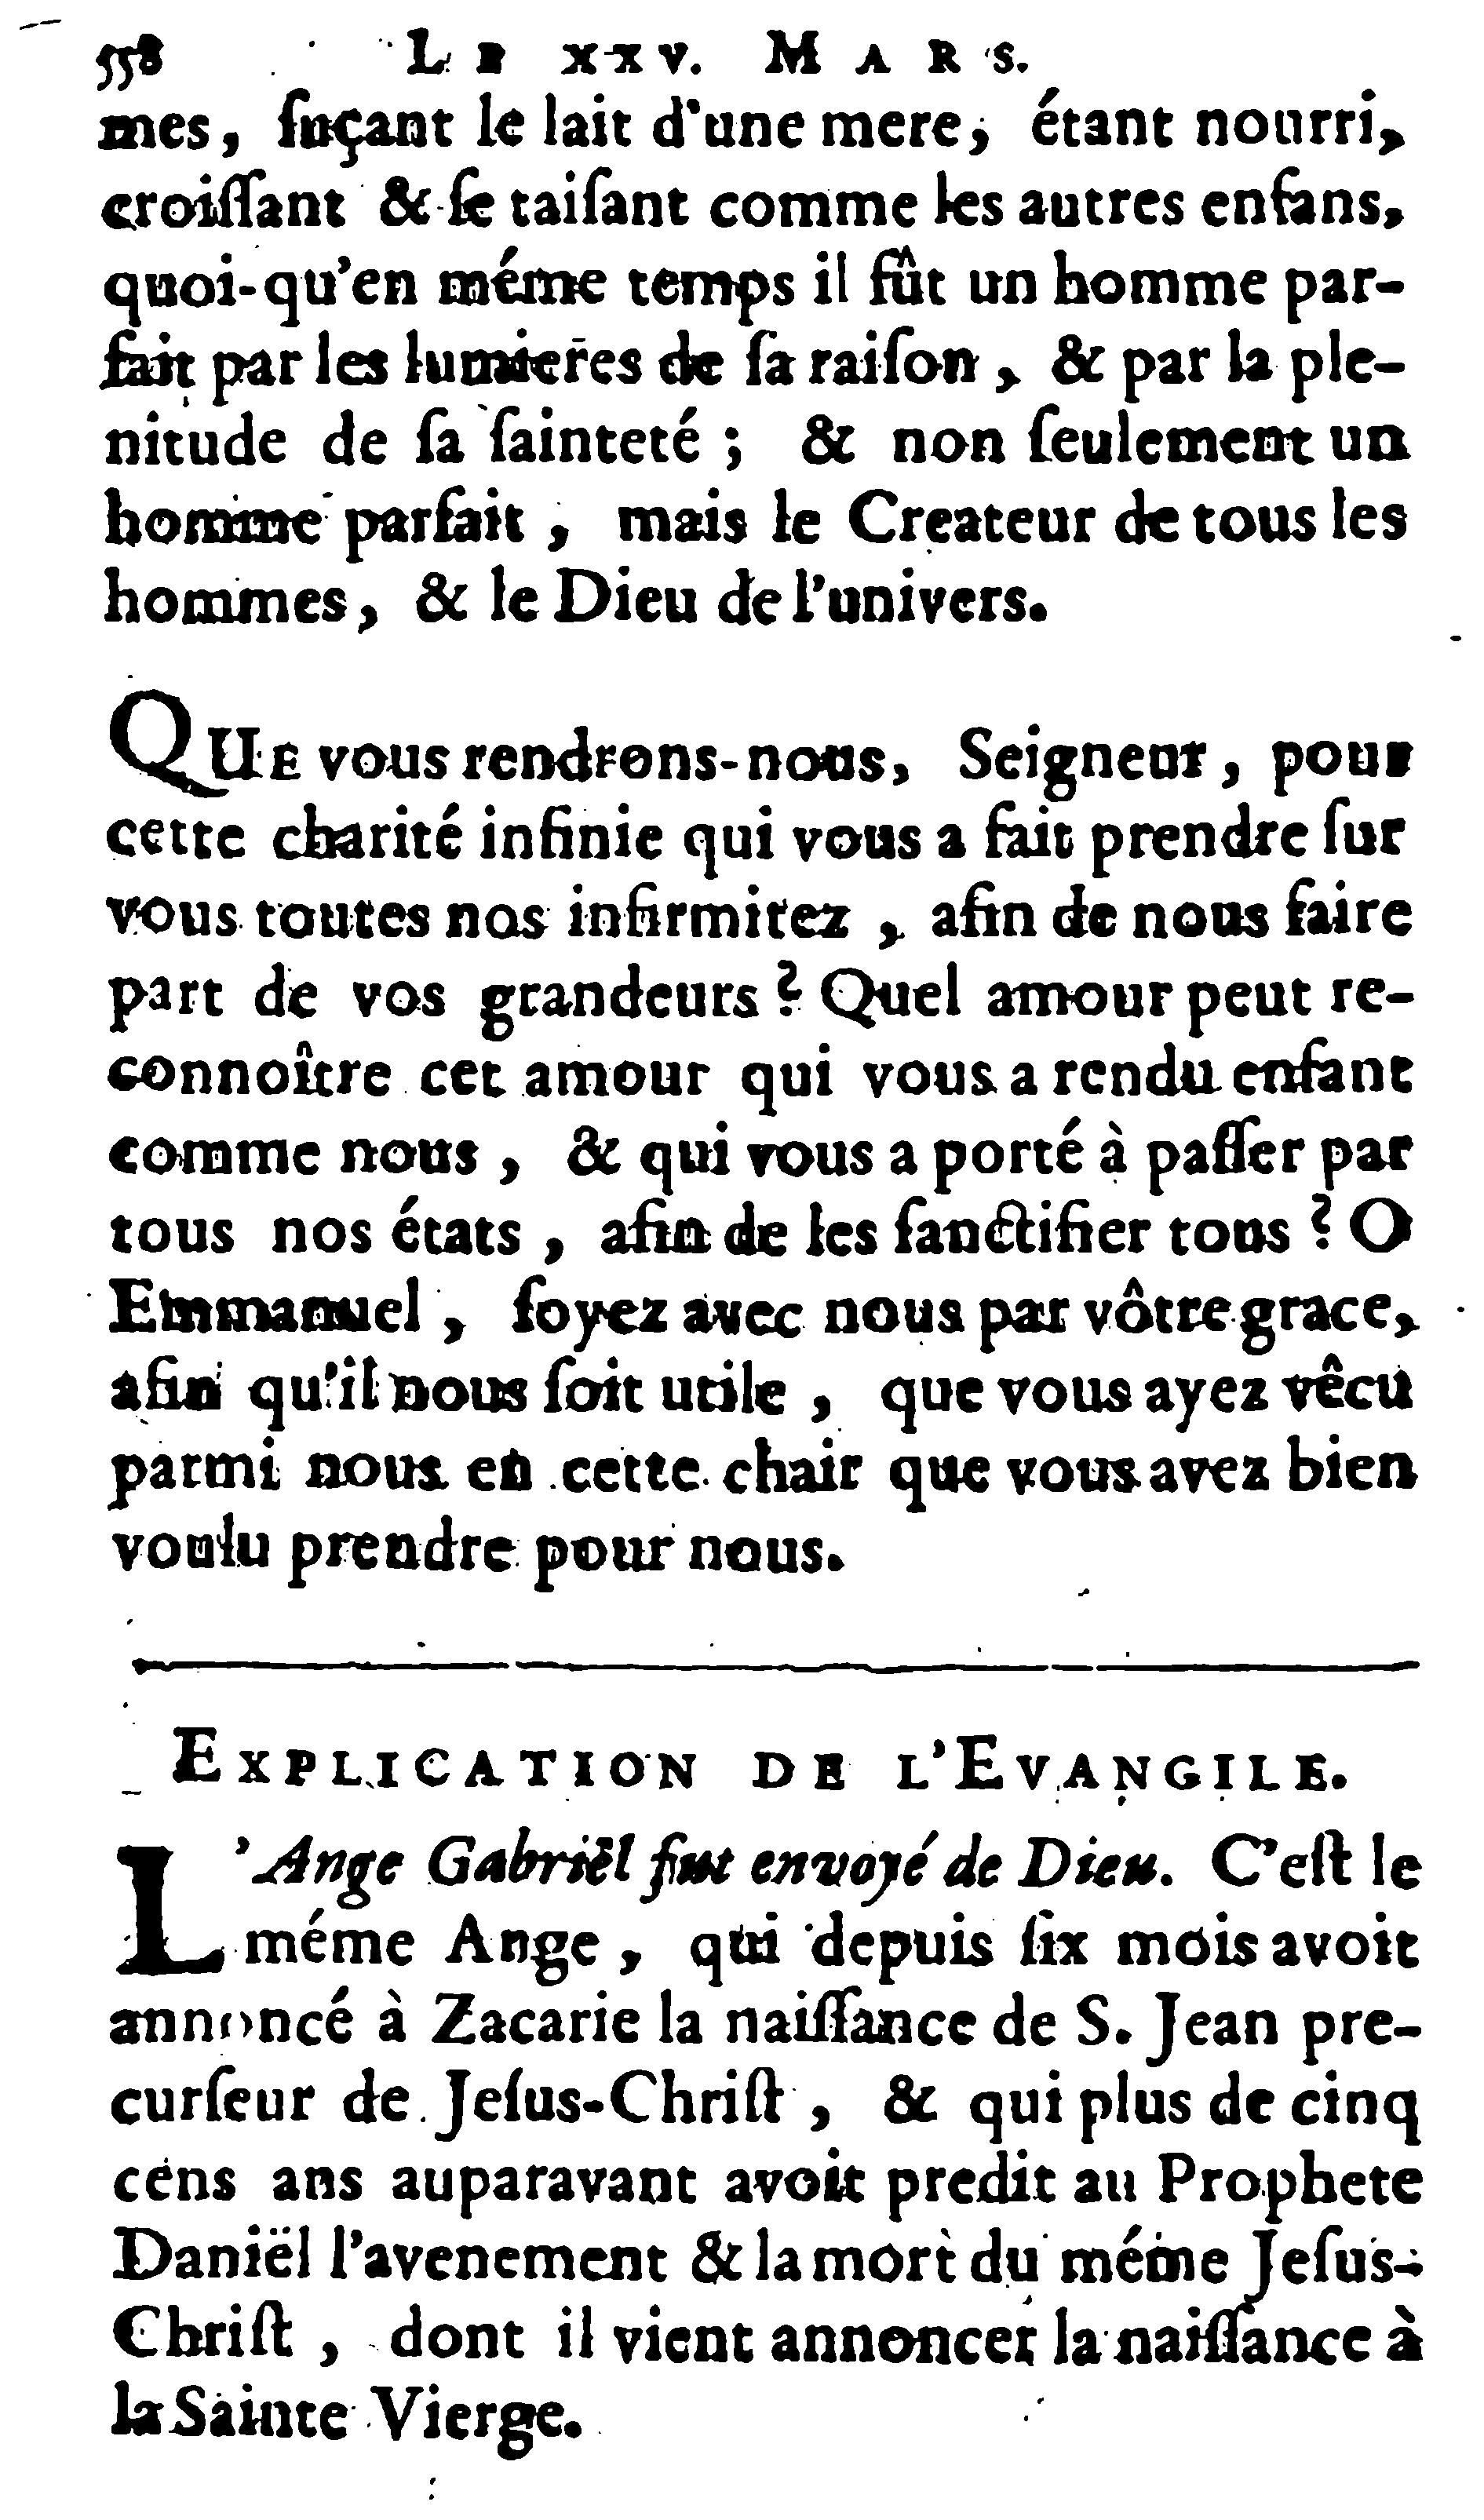 558 LE XXV. MARS.
mes, ſuçant le lait d'une mere; étant nourri,
croiſſant & ſe taiſant comme les autres enfans,
quoi-qu'en méme temps il fût un homme par-
fait par les lumieres de ſa raiſon, & par la ple-
nitude de ſa ſainteté; & non ſeulement un
homme parfait, mais le Createur de tous les
hommes, & le Dieu de l'univers.
QUE vous rendrons-nous, Seigneur, pour
cette charité infinie qui vous a fait prendre ſur
vous toutes nos infirmitez, afin de nous faire
part de vos grandeurs? Quel amour peut re-
connoître cet amour qui vous a rendu enfant
comme nous, & qui vous a porté à paſſer par
tous nos états, afin de les ſanctifier tous? O
Emmanuel, ſoyez avec nous par vôtre grace,
afin qu'il nous ſoit utile, que vous ayez vêcu
parmi nous en cette chair que vous avez bien
voulu prendre pour nous.
EXPLICATION DE L'EVANGILE.
L'Ange Gabriël fut envoyé de Dieu. C'eſt le
méme Ange, qui depuis ſix mois avoit
annoncé à Zacarie la naiſſance de S. Jean pre-
curſeur de Jeſus-Chriſt, & qui plus de cinq
cens ans auparavant avoit predit au Prophete
Daniël l'avenement & la mort du méme Jeſus-
Chriſt, dont il vient annoncer la naiſſance à
la Sainte Vierge.